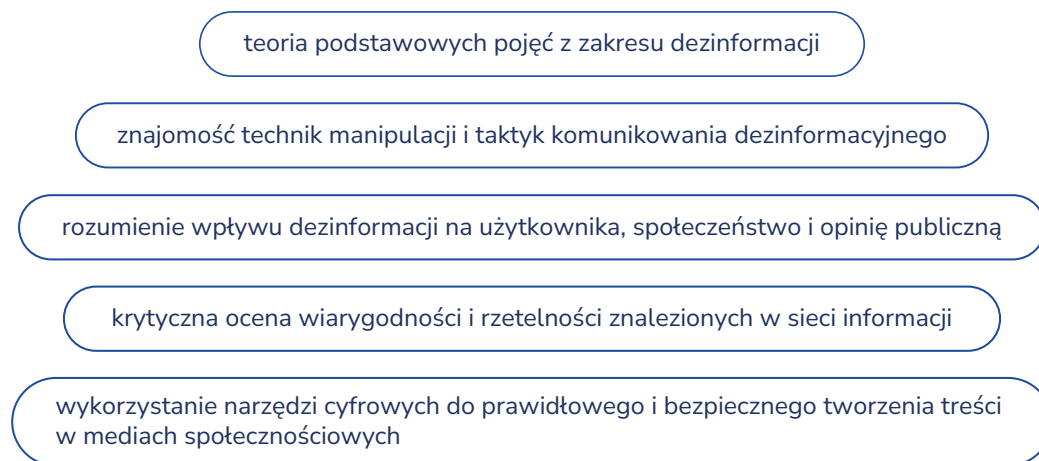 teoria podstawowych pojęć z zakresu dezinformacji
znajomość technik manipulacji i taktyk komunikowania dezinformacyjnego
rozumienie wpływu dezinformacji na użytkownika, społeczeństwo i opinię publiczną
krytyczna ocena wiarygodności i rzetelności znalezionych w sieci informacji
wykorzystanie narzędzi cyfrowych do prawidłowego i bezpiecznego tworzenia treści
w mediach społecznościowych